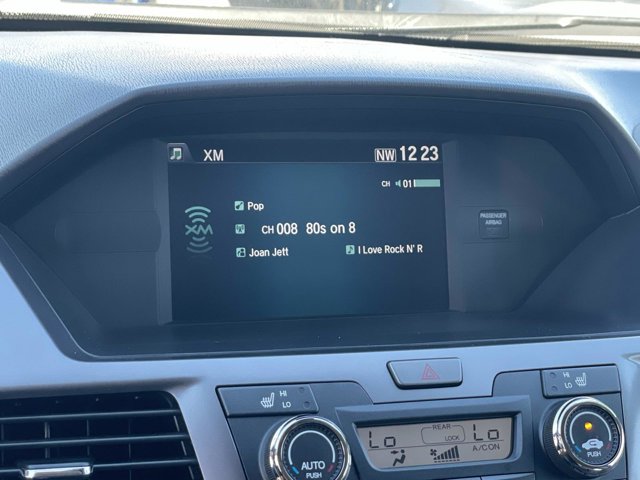 XM NW 12 23
CH 01
Pop
XM CH 008 80s on 8
Joan Jett I Love Rock N' R
PASSENGER
AIRBAG
HI
LO
HI
LO
AUTO
PUSH
Lo REAR LOCK Lo
A/CON
PUSH